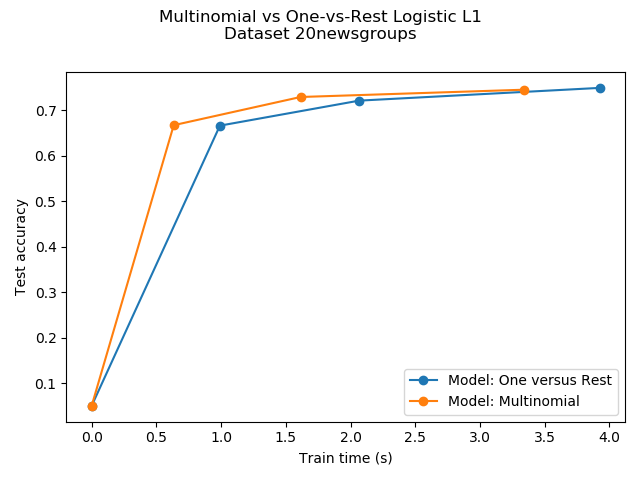 Multinomial vs One-vs-Rest Logistic L1
Dataset 20newsgroups
0.7
0.6
0.5
0.4
0.3
0.2
0.1
Test accuracy
Model: One versus Rest
Model: Multinomial
0.0 0.5 1.0 1.5 2.0 2.5 3.0 3.5 4.0
Train time (s)